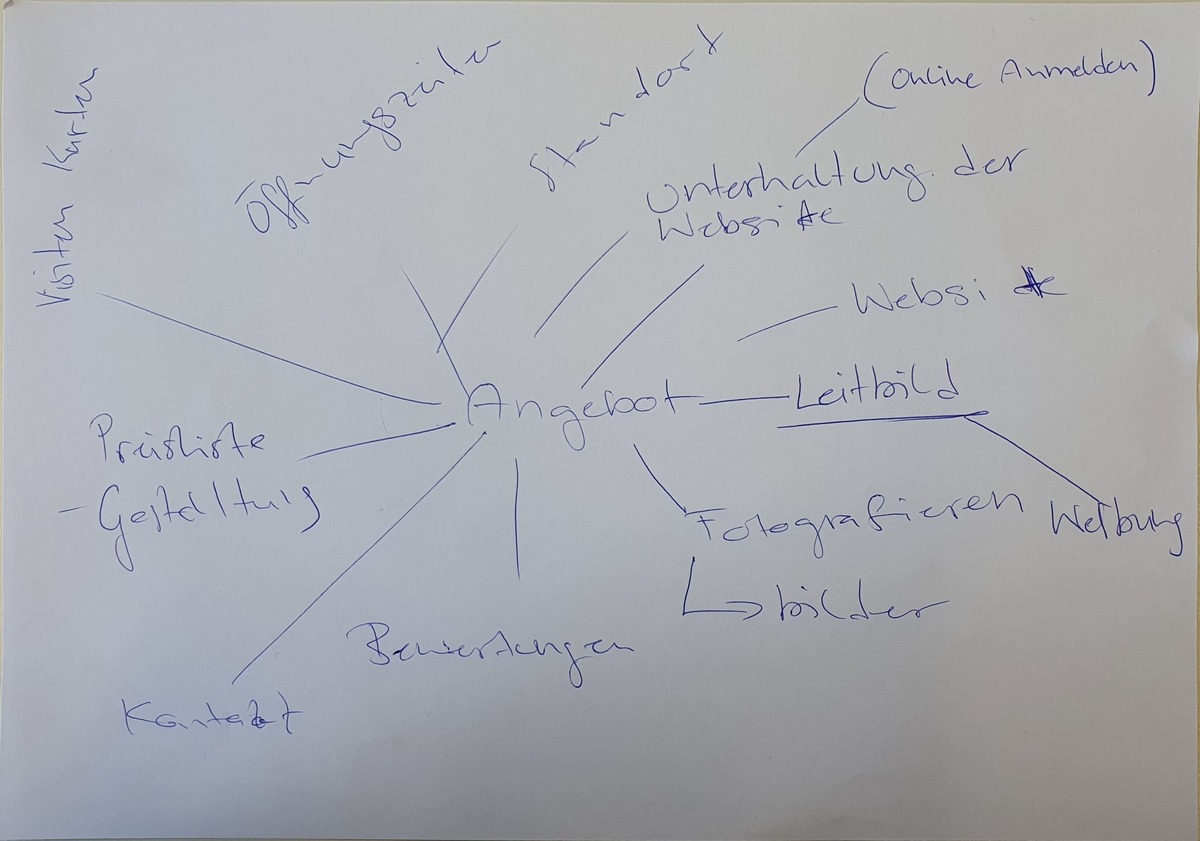 Visiten Karten
Öffnungszeiten
Standort
(Online Anmelden)
Unterhaltung der
Website
Website
Angebot
Leitbild
Preisliste
- Gestaltung
Fotografieren
Werbung
bilder
Bewertungen
Kontakt